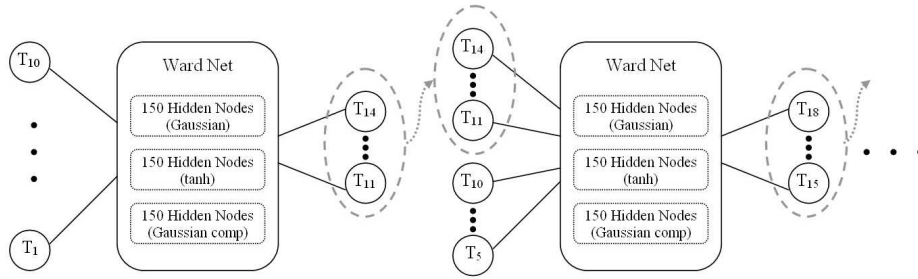 T10
T1
Ward Net
150 Hidden Nodes
(Gaussian)
150 Hidden Nodes
(tanh)
150 Hidden Nodes
(Gaussian comp)
T14
T11
T14
T11
T10
T5
Ward Net
150 Hidden Nodes
(Gaussian)
150 Hidden Nodes
(tanh)
150 Hidden Nodes
(Gaussian comp)
T18
T15